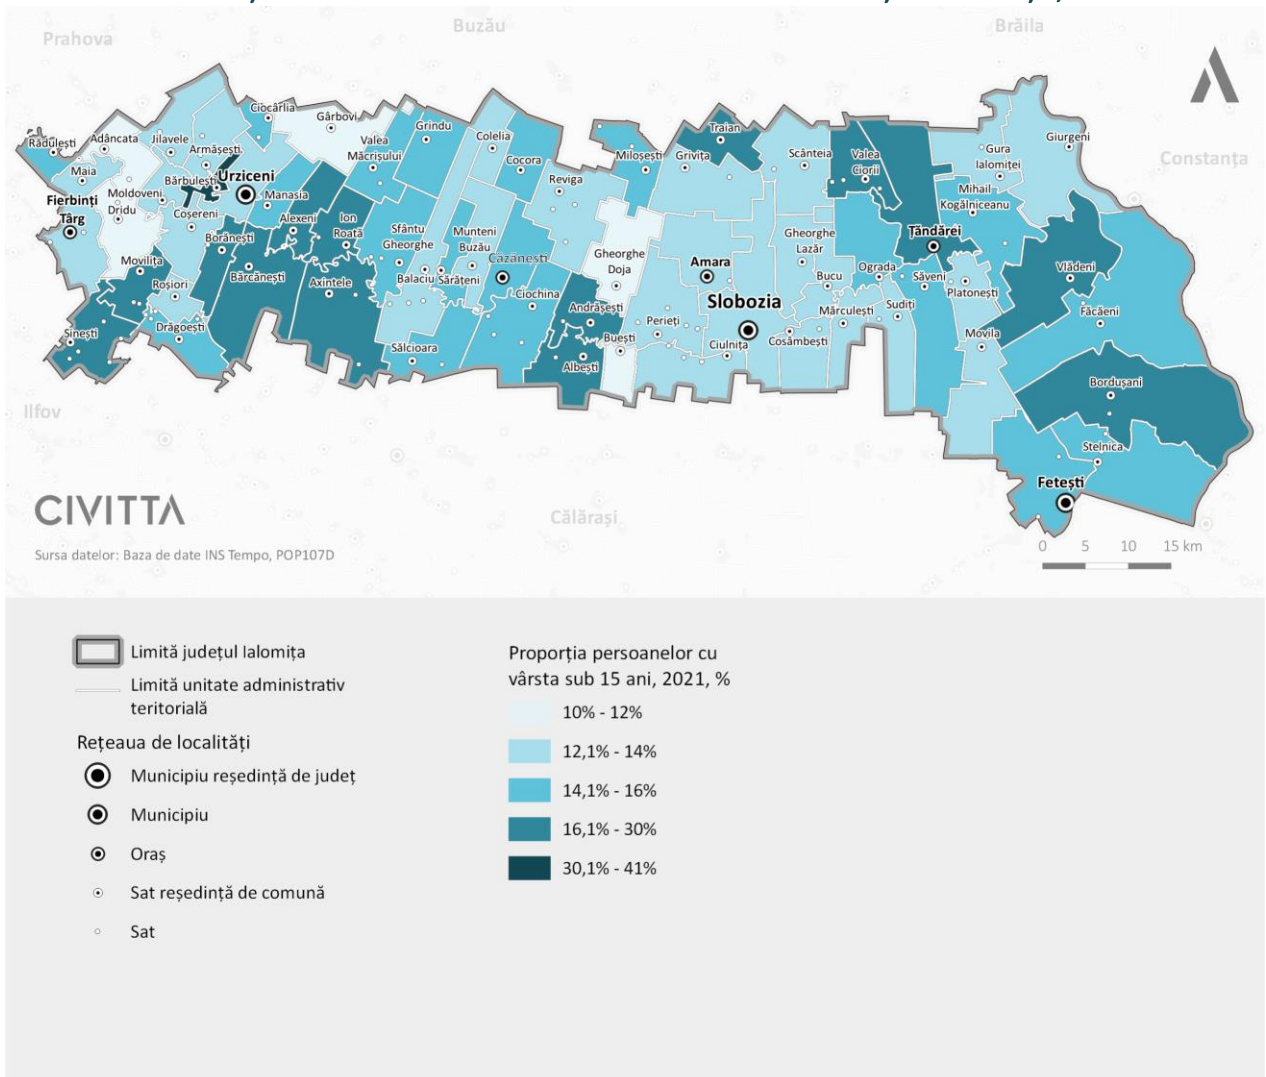 Prahova
Buzău
Brăila
Ciocârlia
Gârbovi
Rădulești
Adâncata
Jilavele
Valea
Măcrișului
Grindu
Colelia
Traian
Giurgeni
Armășești
Maia
Cocora
Miloșești
Grivița
Scânteia
Valea
Ciorii
Gura
Ialomiței
Constanța
Bărbulești
Urziceni
Reviga
Fierbinți
Târg
Moldoveni
Dridu
Manasia
Mihail
Kogălniceanu
Coșereni
Alexeni
Ion
Roată
Borănești
Sfântu
Gheorghe
Munteni
Buzău
Gheorghe
Lazăr
Țăndărei
Movilița
Bărcănești
Axintele
Căzănești
Gheorghe
Doja
Amara
Vlădeni
Roșiori
Balaciu
Sărățeni
Ciochina
Bucu
Ograda
Săveni
Platonești
Slobozia
Andrășești
Mărculești
Sudiți
Făcăeni
Sinești
Drăgoești
Perieți
Buești
Ciulnița
Cosâmbești
Movila
Sălcioara
Albești
Bordușani
Ilfov
Stelnica
Fetești
CIVITTA
Călărași
Sursa datelor: Baza de date INS Tempo, POP107D
0 5 10 15 km
Limită județul Ialomița
Limită unitate administrativ
teritorială
Rețeaua de localități
Municipiu reședință de județ
Municipiu
Oraș
Sat reședință de comună
Sat
Proporția persoanelor cu
vârsta sub 15 ani, 2021, %
10% - 12%
12,1% - 14%
14,1% - 16%
16,1% - 30%
30,1% - 41%